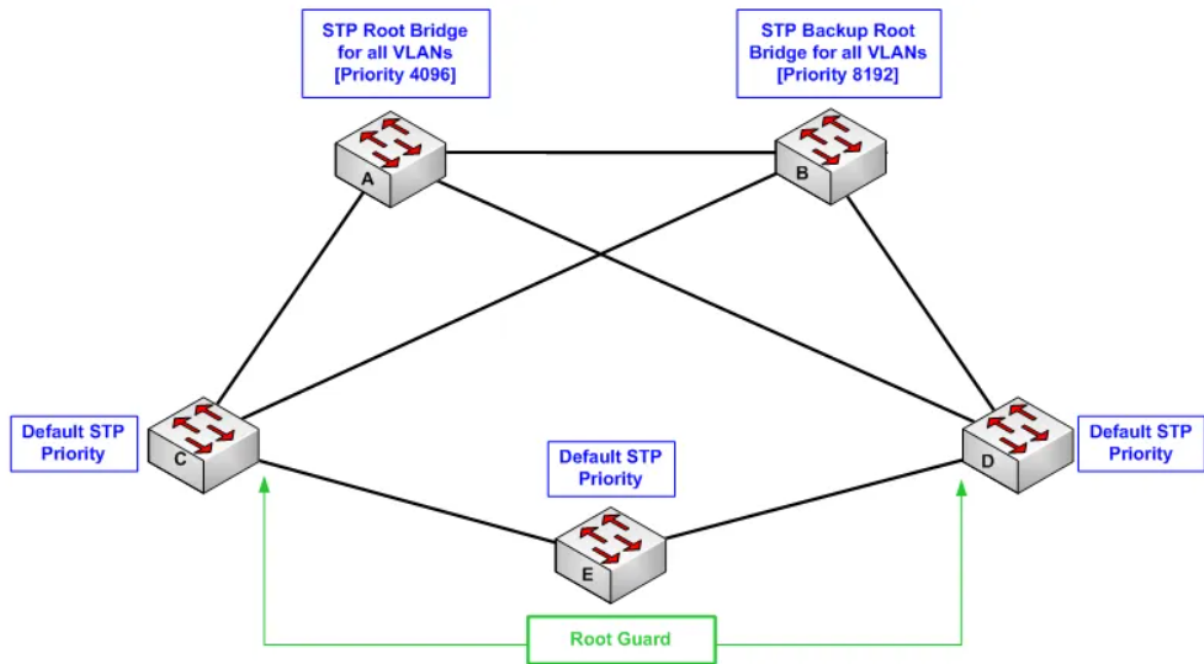 STP Root Bridge
for all VLANs
[Priority 4096]
STP Backup Root
Bridge for all VLANs
[Priority 8192]
A
B
Default STP
Priority
C
Default STP
Priority
D
Default STP
Priority
E
Root Guard